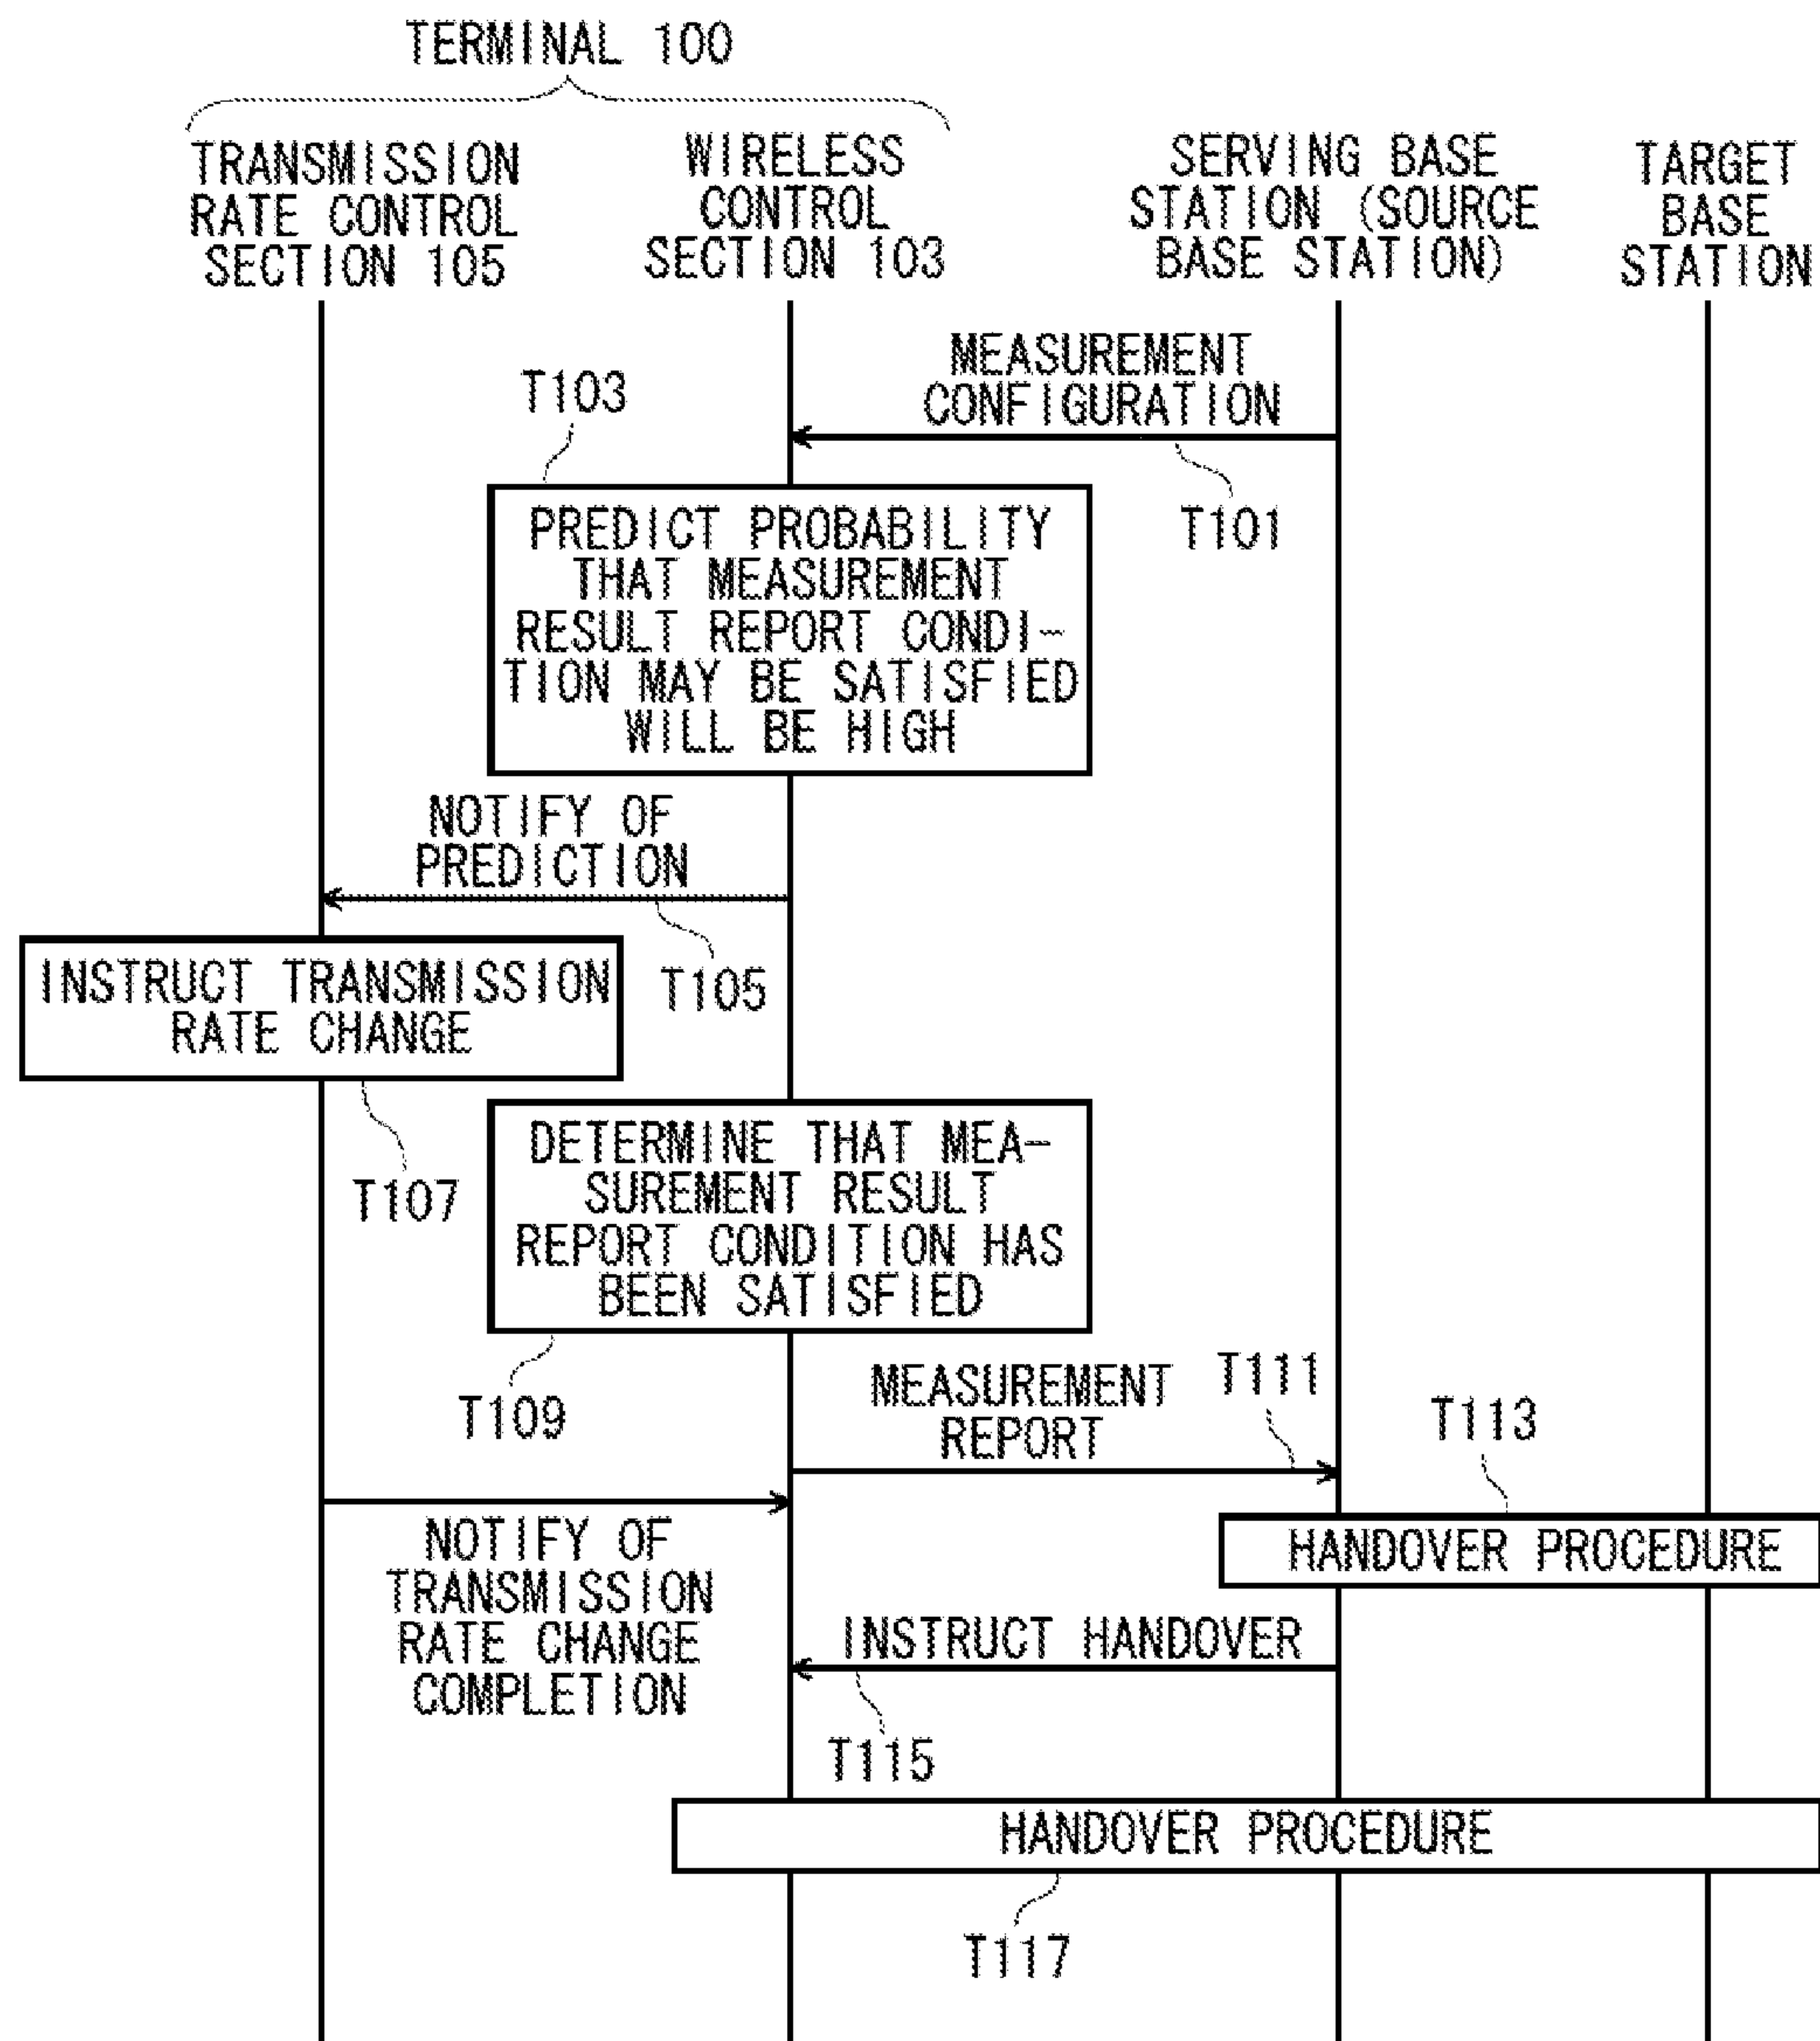 TERMINAL 100
TRANSMISSION
RATE CONTROL
SECTION 105
WIRELESS
CONTROL
SECTION 103
SERVING BASE
STATION (SOURCE
BASE STATION)
TARGET
BASE
STATION
MEASUREMENT
CONFIGURATION
T101
T103
PREDICT PROBABILITY
THAT MEASUREMENT
RESULT REPORT CONDI-
TION MAY BE SATISFIED
WILL BE HIGH
NOTIFY OF
PREDICTION
T105
INSTRUCT TRANSMISSION
RATE CHANGE
T107
DETERMINE THAT MEA-
SUREMENT RESULT
REPORT CONDITION HAS
BEEN SATISFIED
T109
MEASUREMENT
REPORT
T111
T113
NOTIFY OF
TRANSMISSION
RATE CHANGE
COMPLETION
HANDOVER PROCEDURE
INSTRUCT HANDOVER
T115
HANDOVER PROCEDURE
T117